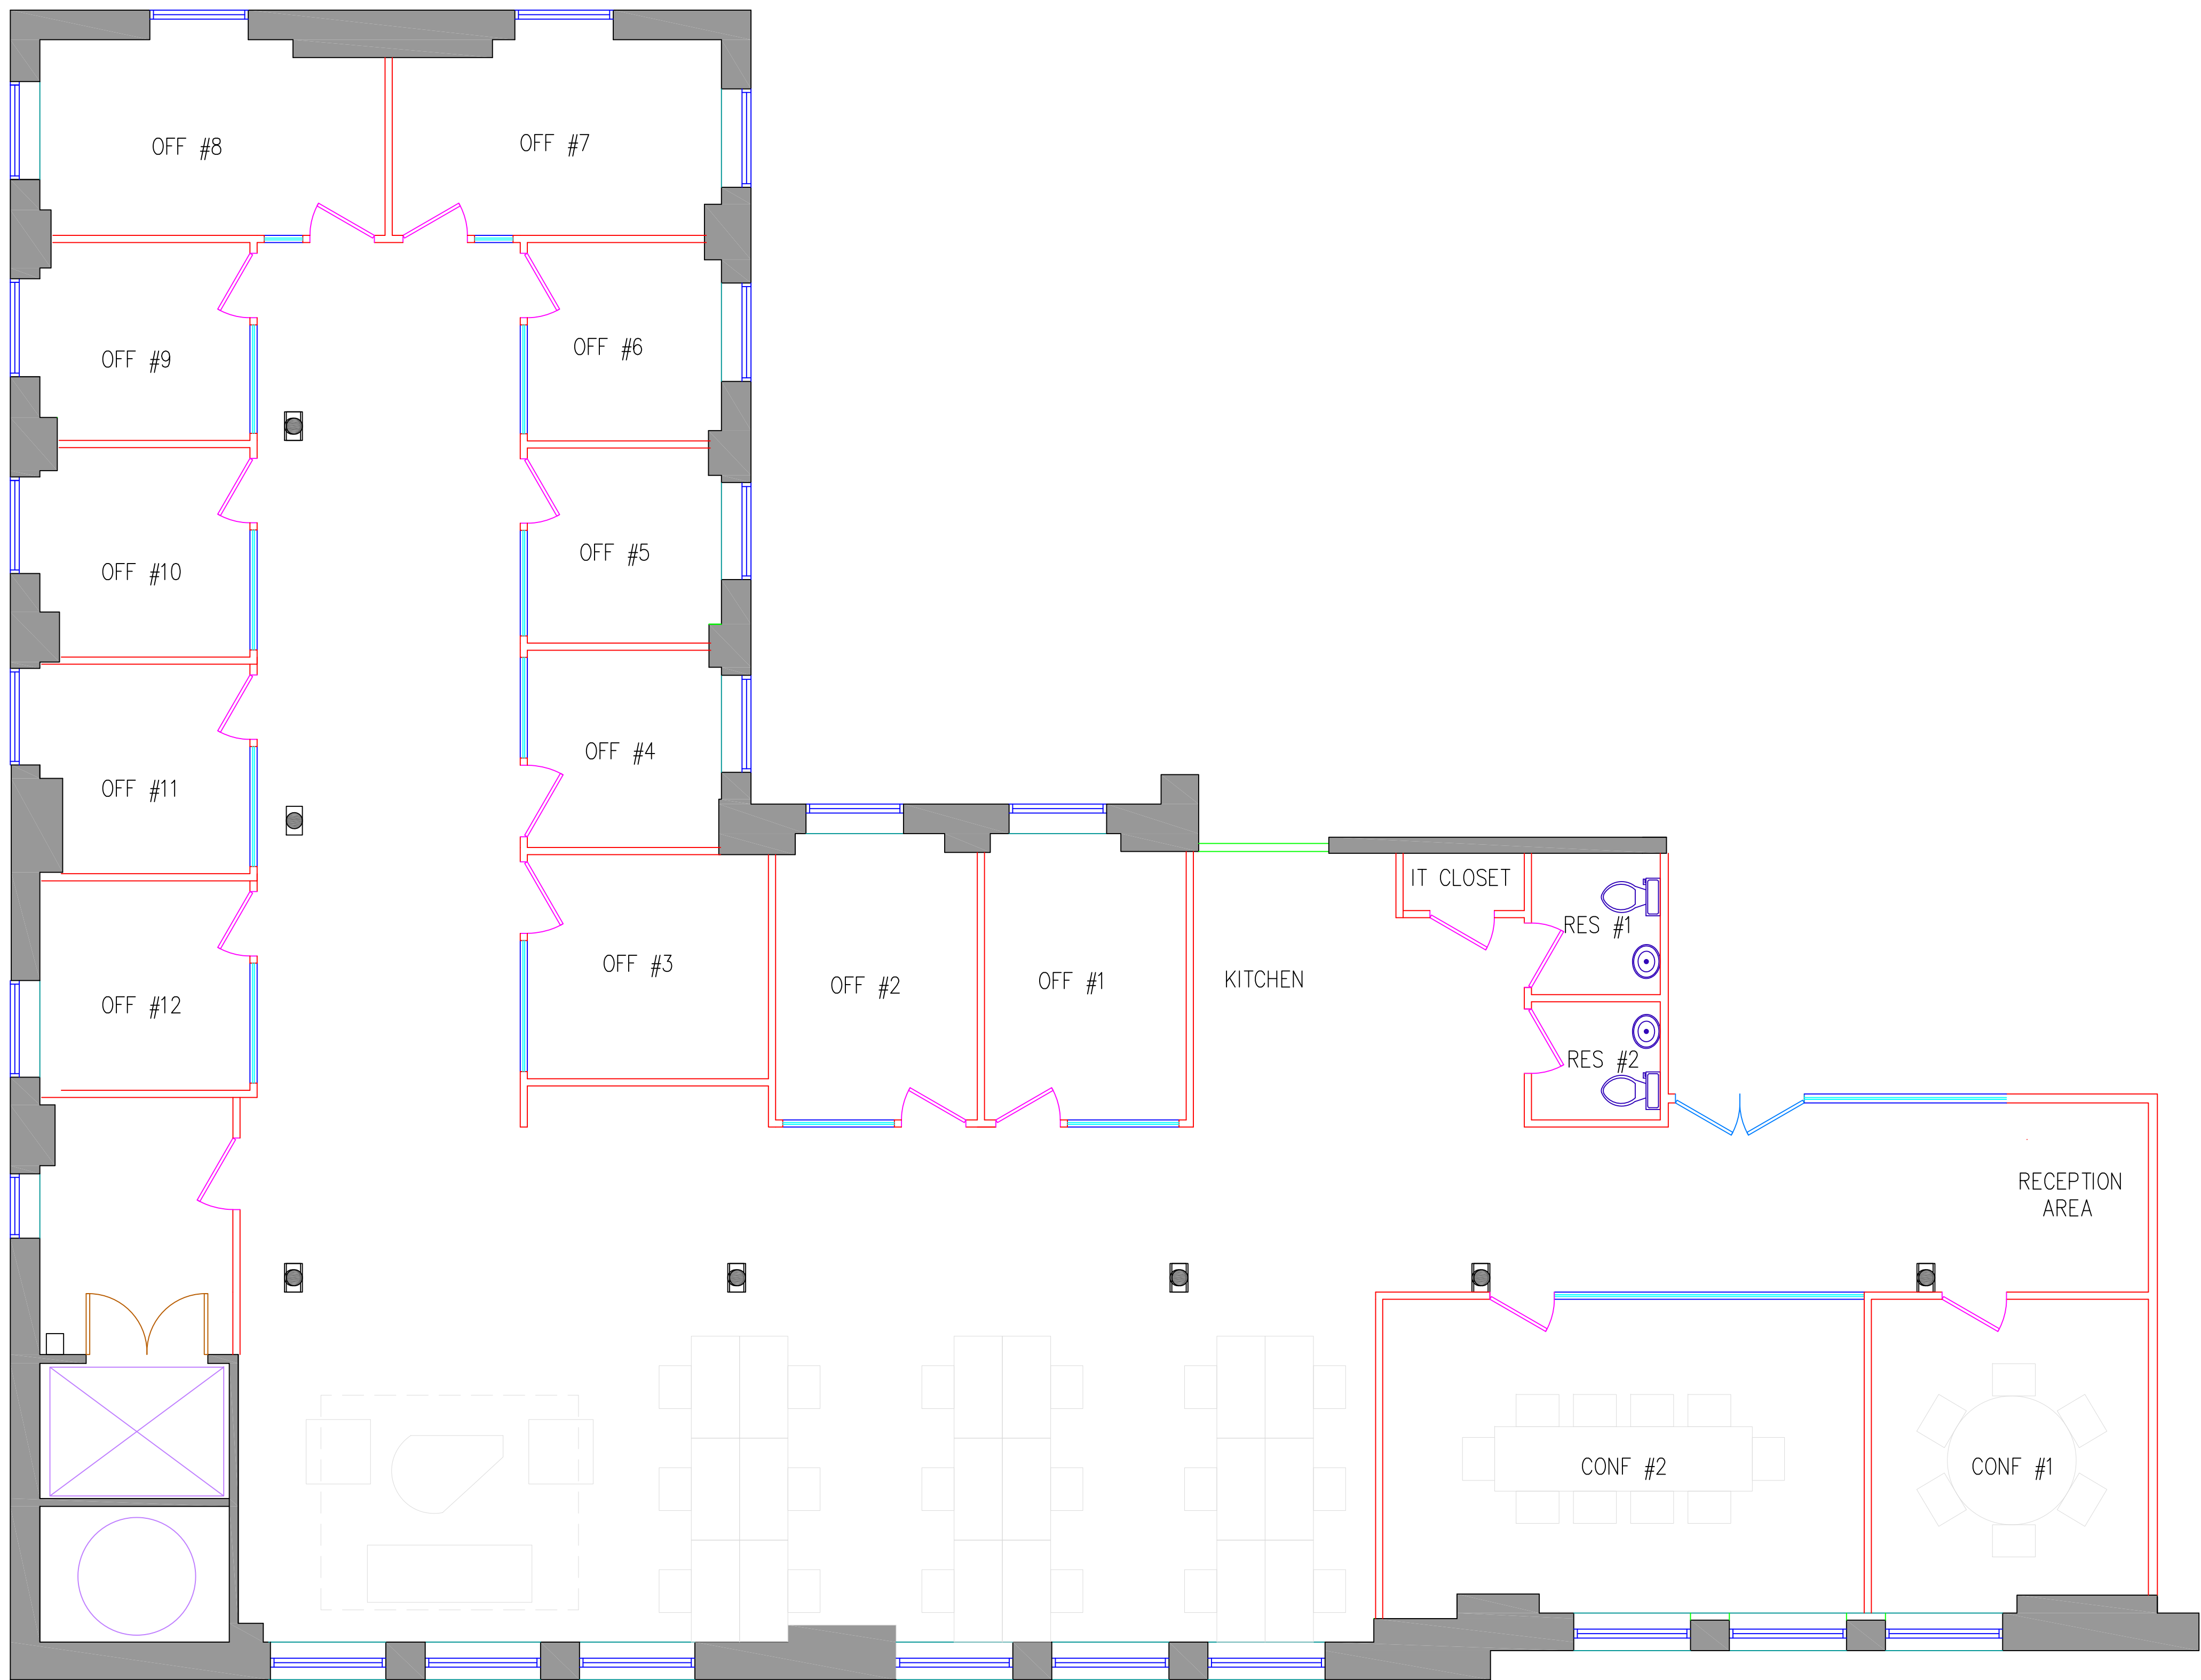 OFF #8
OFF #7
OFF #9
OFF #6
OFF #10
OFF #5
OFF #11
OFF #4
IT CLOSET
RES #1
OFF #12
OFF #3
OFF #2
OFF #1
KITCHEN
RES #2
RECEPTION
AREA
CONF #2
CONF #1